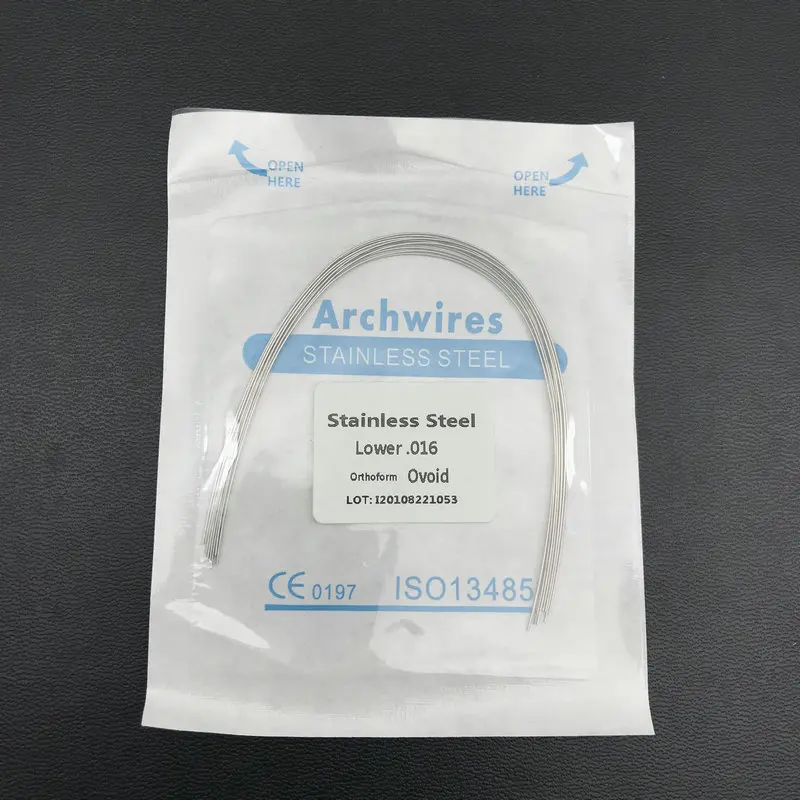 OPEN
HERE
OPEN
HERE
Archwires
STAINLESS STEEL
Stainless Steel
Lower .016
Orthoform Ovoid
LOT: I20108221053
CE 0197 ISO13485